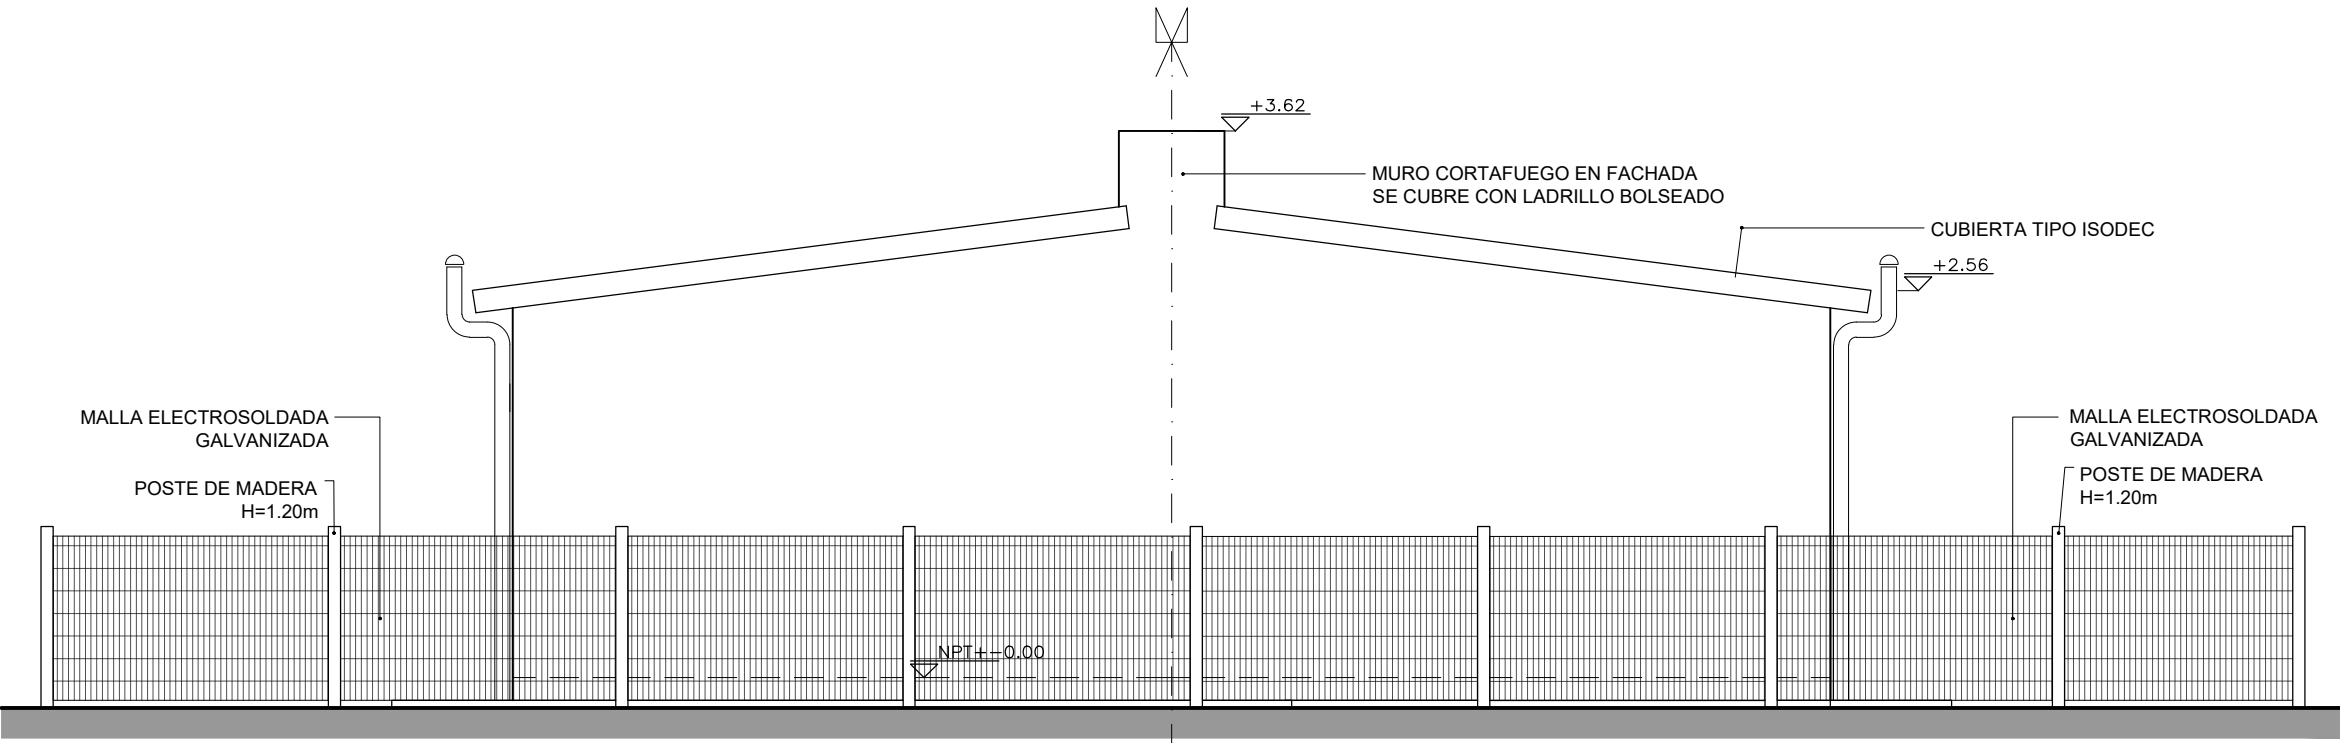 +3.62
MURO CORTAFUEGO EN FACHADA
SE CUBRE CON LADRILLO BOLSEADO
CUBIERTA TIPO ISODEC
+2.56
MALLA ELECTROSOLDADA
GALVANIZADA
POSTE DE MADERA
H=1.20m
MALLA ELECTROSOLDADA
GALVANIZADA
POSTE DE MADERA
H=1.20m
NPT+-0.00